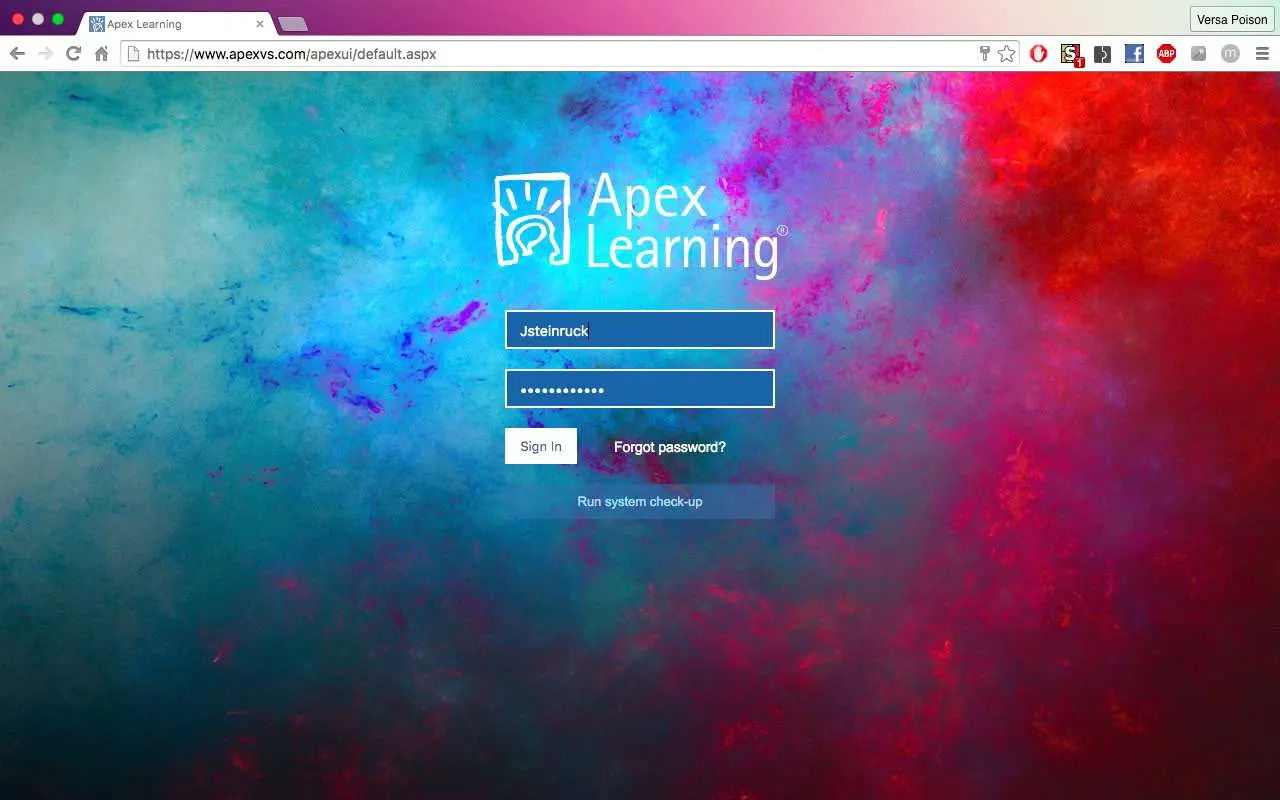 Apex Learning
Versa Poison
https://www.apexvs.com/apexui/default.aspx
S
1
f
ABP
m
Apex
Learning®
Jsteinruck
••••••••••••
Sign In
Forgot password?
Run system check-up